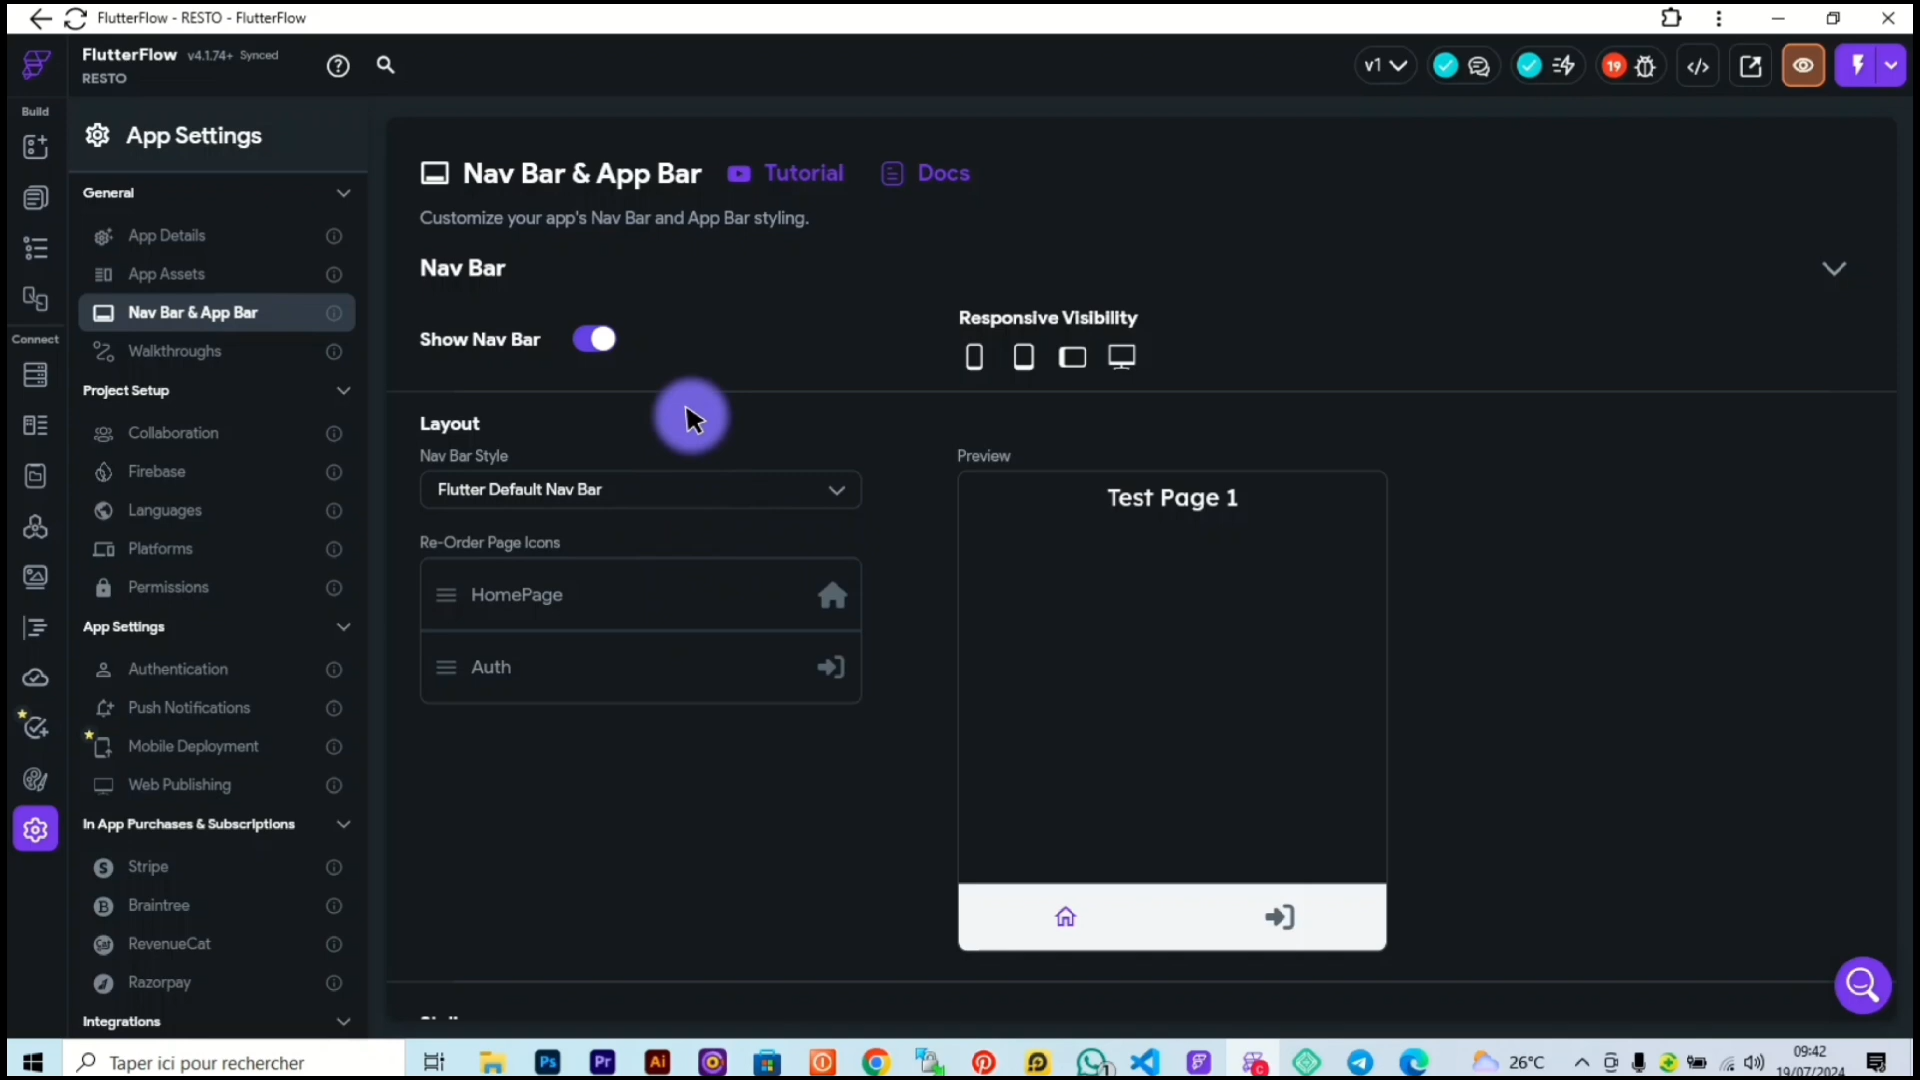 FlutterFlow - RESTO - FlutterFlow
FlutterFlow v4.1.74+ Synced
RESTO
v1
19
Build
Connect
App Settings
General
App Details
App Assets
Nav Bar & App Bar
Walkthroughs
Project Setup
Collaboration
Firebase
Languages
Platforms
Permissions
App Settings
Authentication
Push Notifications
Mobile Deployment
Web Publishing
In App Purchases & Subscriptions
Stripe
Braintree
RevenueCat
Razorpay
Integrations
Nav Bar & App Bar Tutorial Docs
Customize your app's Nav Bar and App Bar styling.
Nav Bar
Show Nav Bar
Responsive Visibility
Layout
Nav Bar Style
Flutter Default Nav Bar
Re-Order Page Icons
HomePage
Auth
Preview
Test Page 1
Taper ici pour rechercher
Ps
Pr
Ai
26°C
09:42
19/07/2024